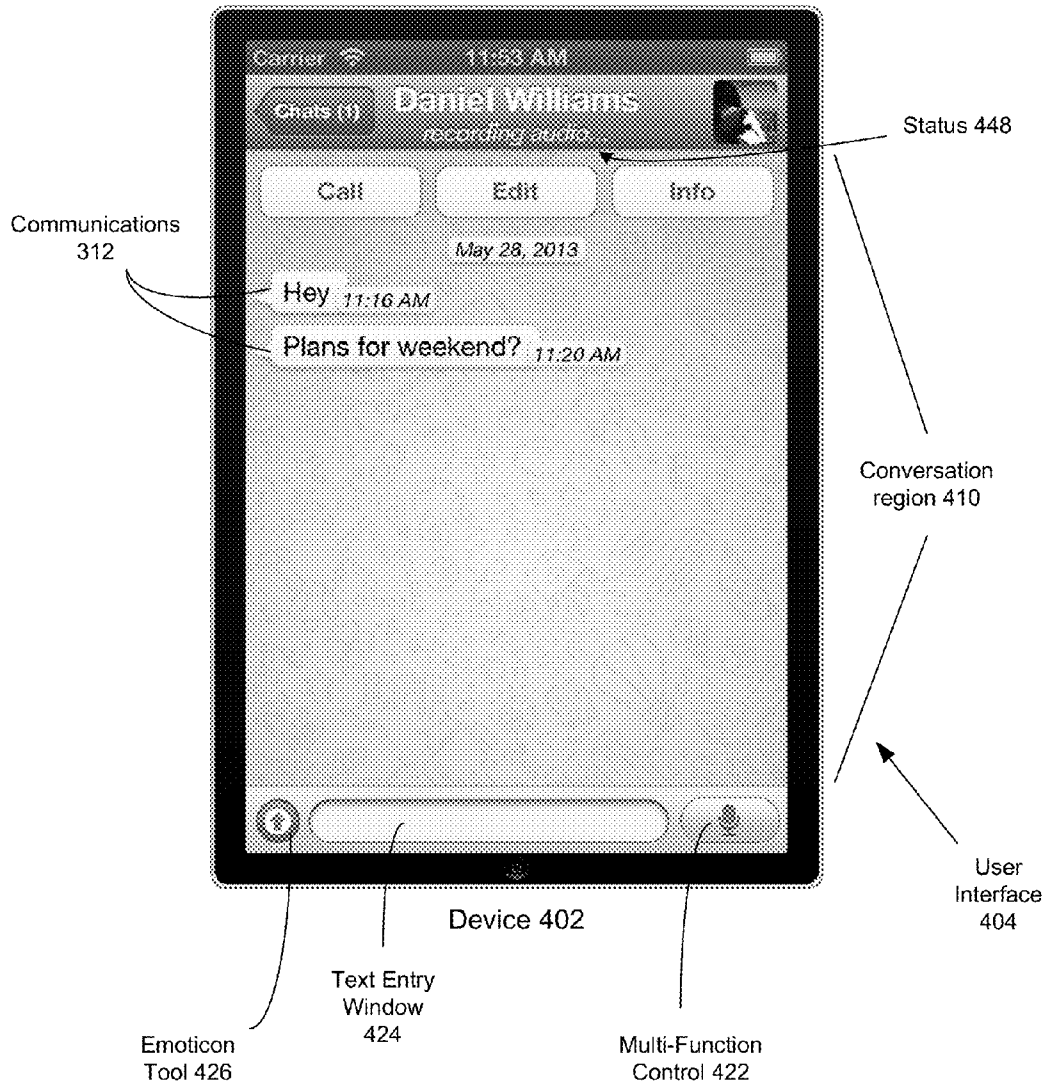 Carrier 11:53 AM
Chats (1) Daniel Williams
recording audio
Status 448
Call Edit Info
Communications
312
May 28, 2013
Hey 11:16 AM
Plans for weekend? 11:20 AM
Conversation
region 410
User
Interface
404
Device 402
Text Entry
Window
424
Emoticon
Tool 426
Multi-Function
Control 422